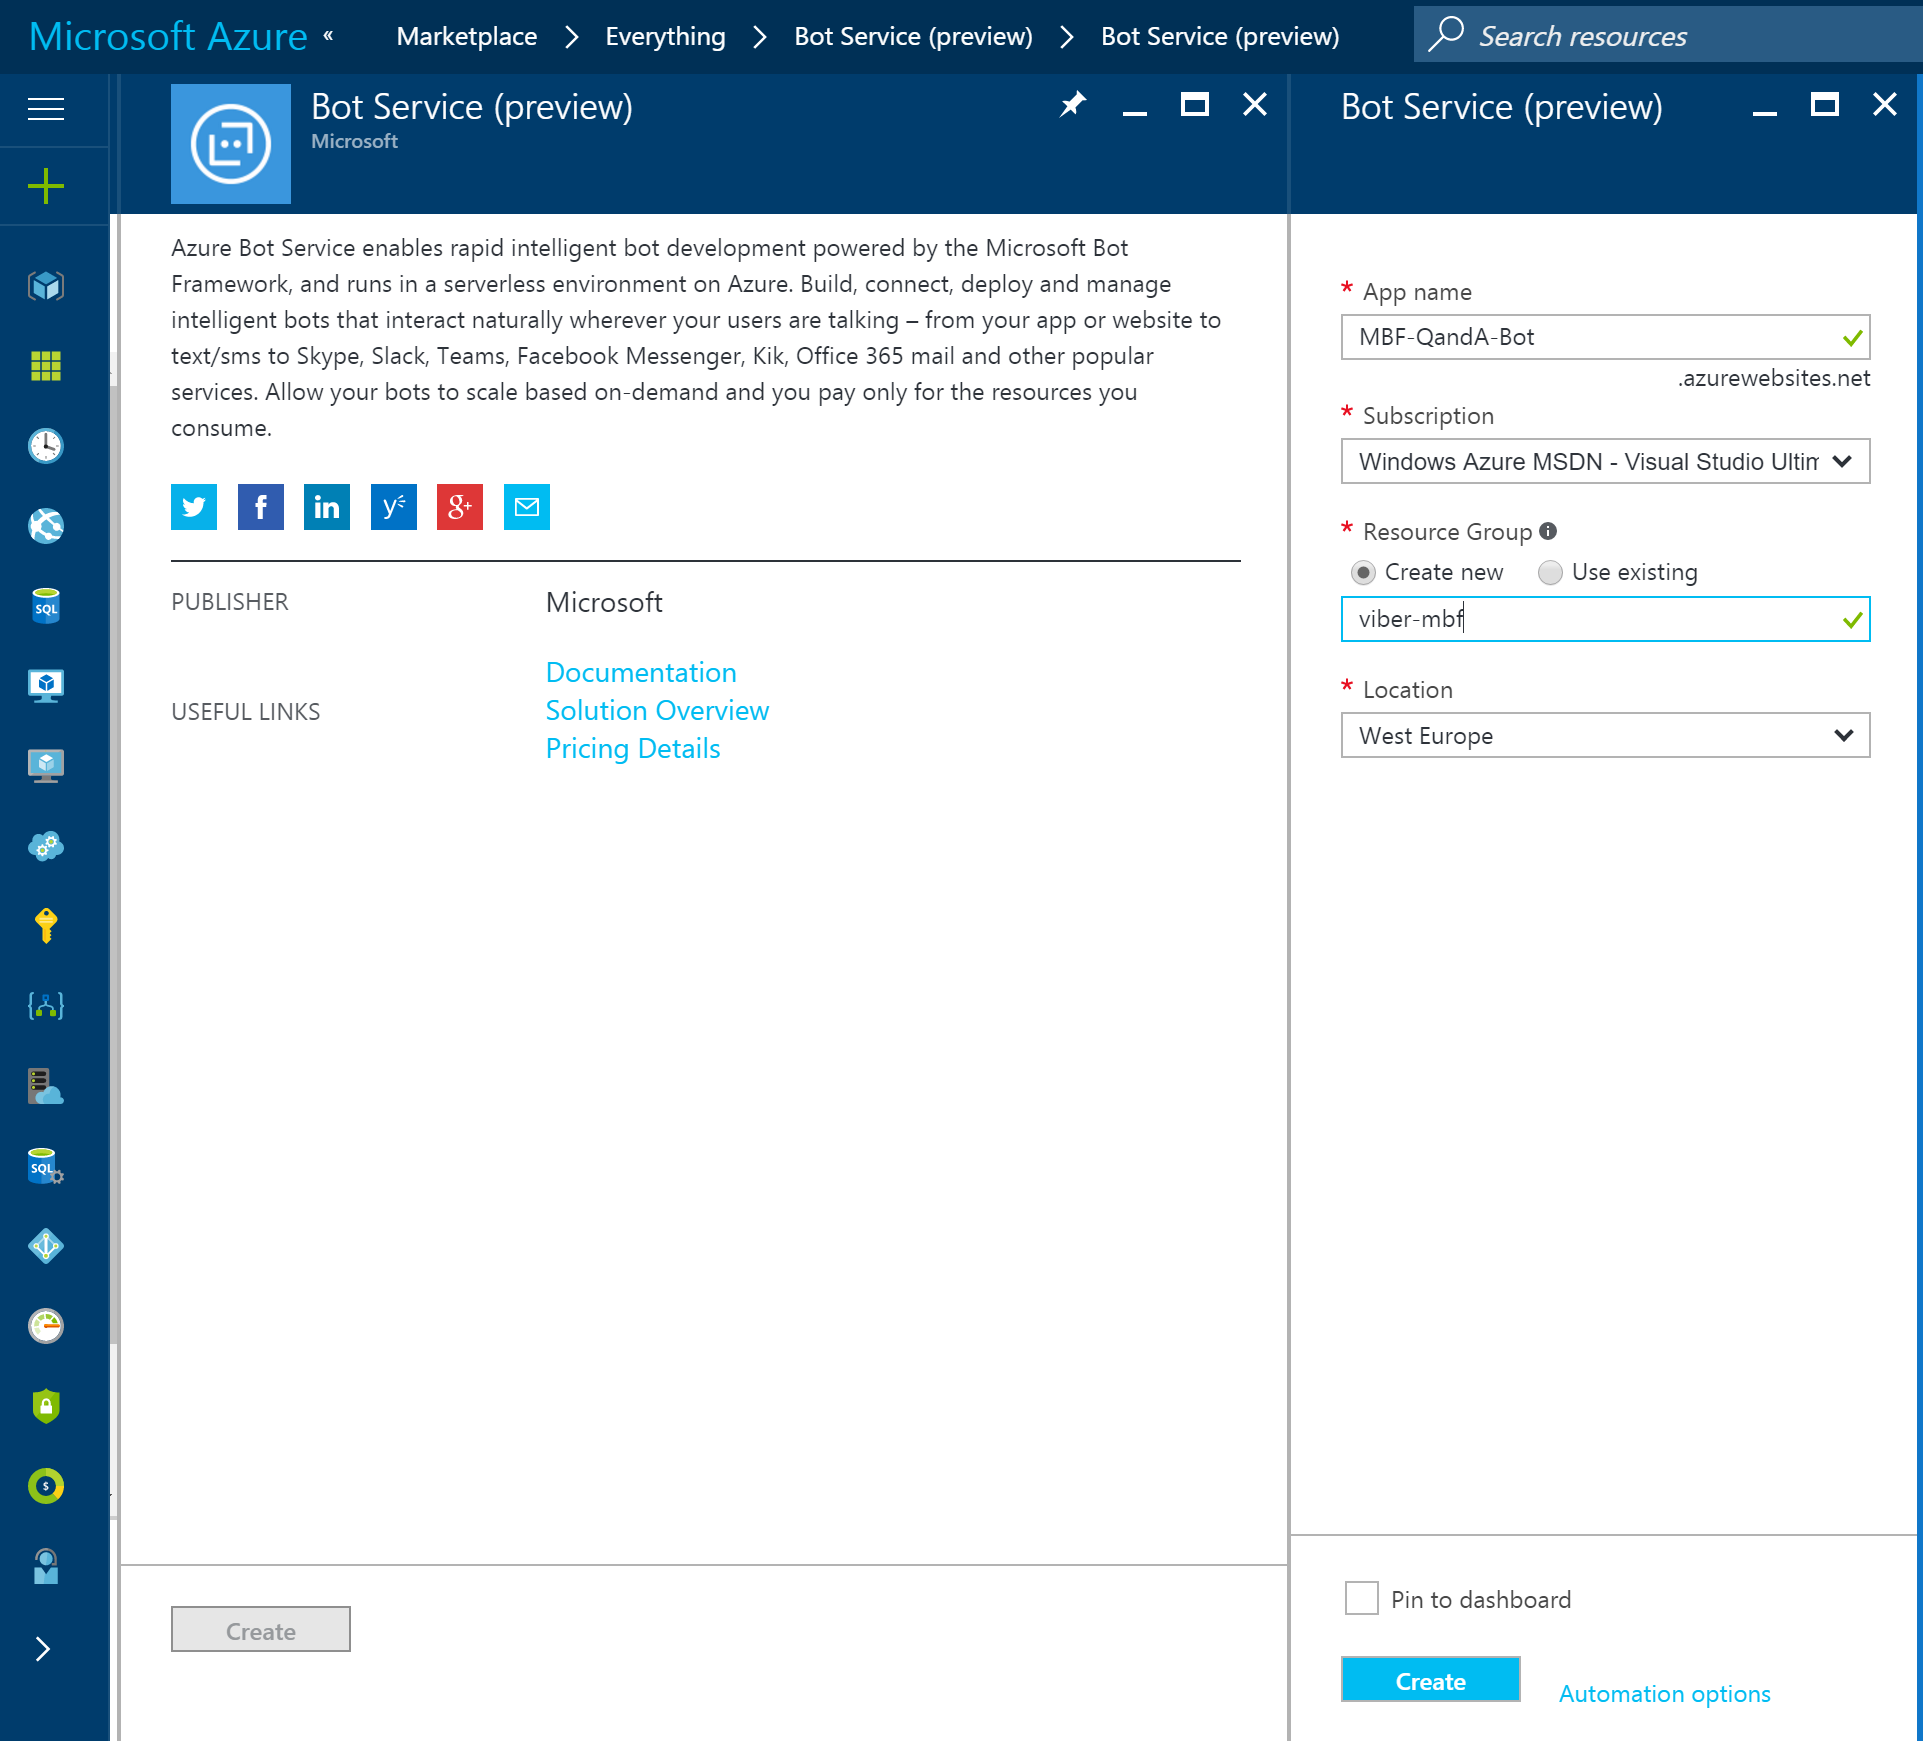 Microsoft Azure «
Marketplace > Everything > Bot Service (preview) > Bot Service (preview)
Search resources
Bot Service (preview)
Microsoft
Azure Bot Service enables rapid intelligent bot development powered by the Microsoft Bot
Framework, and runs in a serverless environment on Azure. Build, connect, deploy and manage
intelligent bots that interact naturally wherever your users are talking – from your app or website to
text/sms to Skype, Slack, Teams, Facebook Messenger, Kik, Office 365 mail and other popular
services. Allow your bots to scale based on-demand and you pay only for the resources you
consume.
f in y g+
PUBLISHER Microsoft
USEFUL LINKS
Documentation
Solution Overview
Pricing Details
Create
Bot Service (preview)
* App name
MBF-QandA-Bot
.azurewebsites.net
* Subscription
Windows Azure MSDN - Visual Studio Ultim
* Resource Group i
Create new Use existing
viber-mbf
* Location
West Europe
Pin to dashboard
Create Automation options
SQL
SQL
$